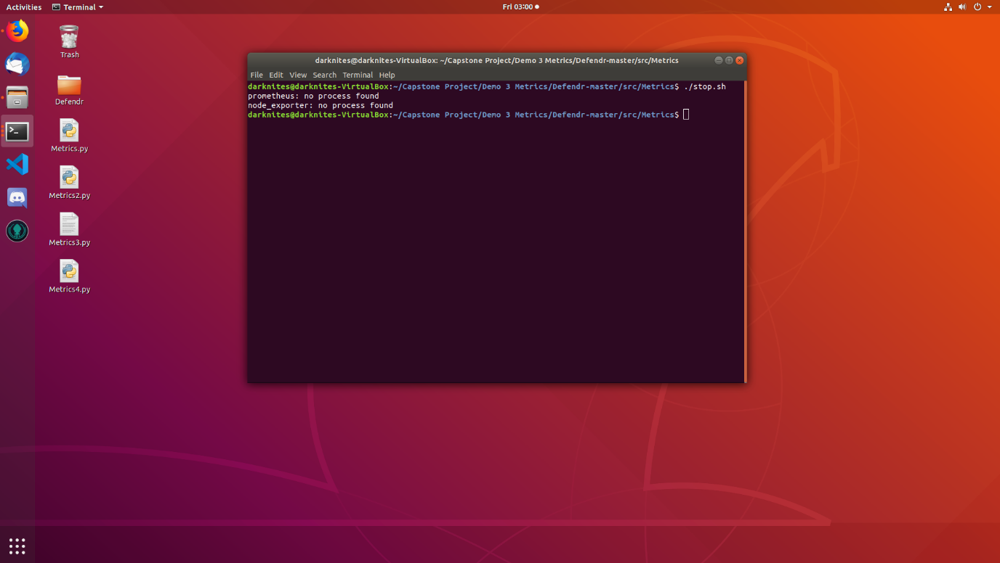 Activities Terminal Fri 03:00
Trash
Defendr
Metrics.py
Metrics2.py
Metrics3.py
Metrics4.py
darknites@darknites-VirtualBox: ~/Capstone Project/Demo 3 Metrics/Defendr-master/src/Metrics
File Edit View Search Terminal Help
darknites@darknites-VirtualBox:~/Capstone Project/Demo 3 Metrics/Defendr-master/src/Metrics$ ./stop.sh
prometheus: no process found
node_exporter: no process found
darknites@darknites-VirtualBox:~/Capstone Project/Demo 3 Metrics/Defendr-master/src/Metrics$